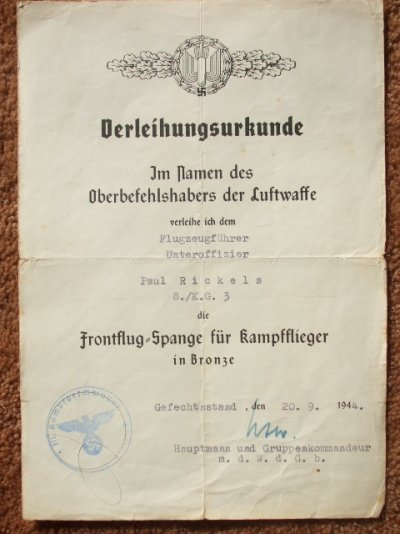 Verleihungsurkunde
Im Namen des
Oberbefehlshabers der Luftwaffe
verleihe ich dem
Flugzeugführer
Unteroffizier
Paul Rickels
8./K.G. 3
die
Frontflug-Spange für Kampfflieger
in Bronze
Gefechtsstand, den 20. 9. 1944.
Hauptmann und Gruppenkommandeur
m. d. W. d. G. b.